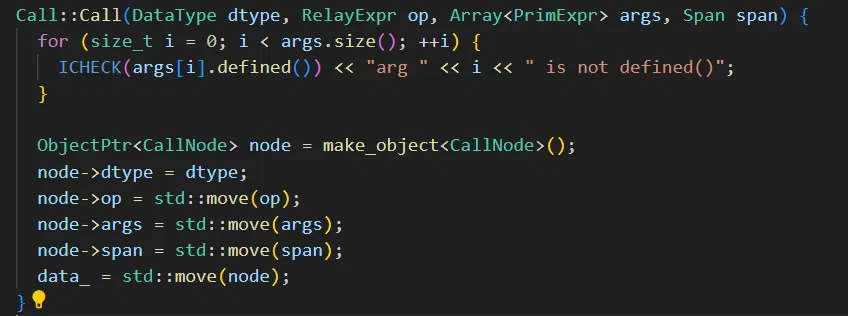 Call::Call(DataType dtype, RelayExpr op, Array<PrimExpr> args, Span span) {
  for (size_t i = 0; i < args.size(); ++i) {
    ICHECK(args[i].defined()) << "arg " << i << " is not defined()";
  }

  ObjectPtr<CallNode> node = make_object<CallNode>();
  node->dtype = dtype;
  node->op = std::move(op);
  node->args = std::move(args);
  node->span = std::move(span);
  data_ = std::move(node);
}